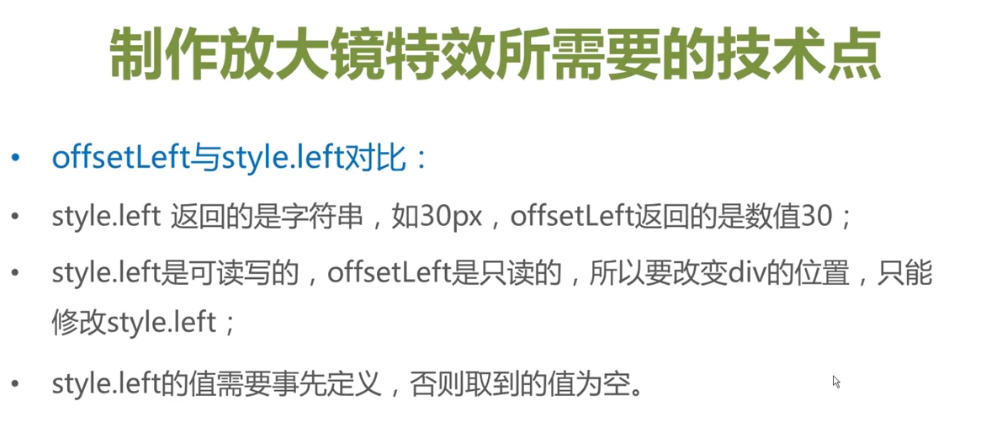 制作放大镜特效所需要的技术点
• offsetLeft与style.left对比：
• style.left 返回的是字符串，如30px，offsetLeft返回的是数值30；
• style.left是可读写的，offsetLeft是只读的，所以要改变div的位置，只能
修改style.left；
• style.left的值需要事先定义，否则取到的值为空。